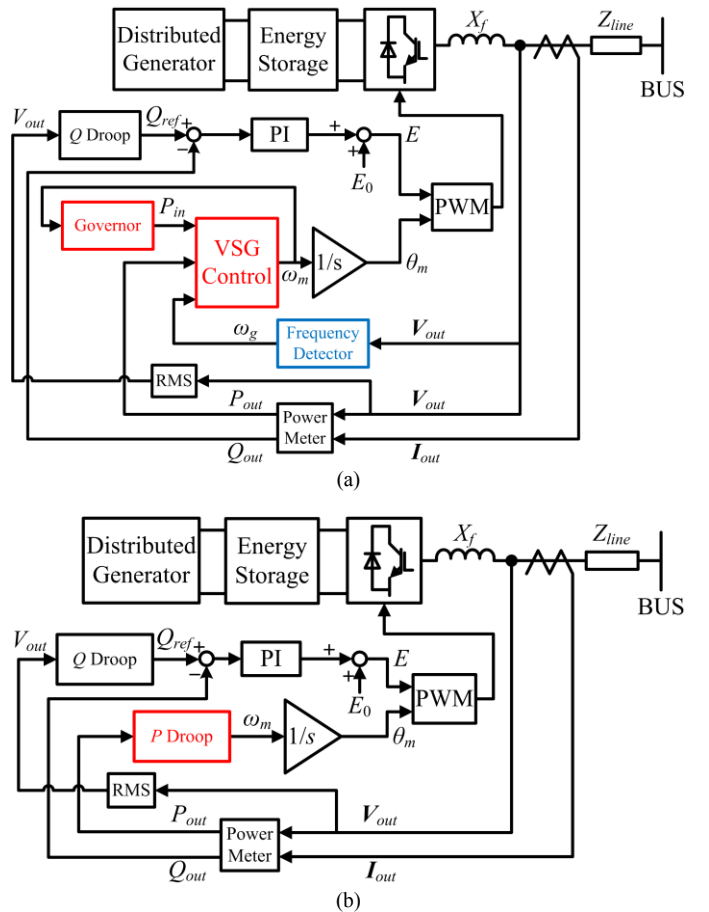 Distributed Generator
Energy Storage
X_f
Z_line
BUS
V_out
Q Droop
Q_ref
+
−
PI
+
+
E_0
E
PWM
Governor
P_in
VSG Control
ω_m
1/s
θ_m
ω_g
Frequency Detector
V_out
RMS
P_out
Power Meter
V_out
Q_out
I_out
(a)
Distributed Generator
Energy Storage
X_f
Z_line
BUS
V_out
Q Droop
Q_ref
+
−
PI
+
+
E_0
E
PWM
P Droop
ω_m
1/s
θ_m
RMS
P_out
Power Meter
V_out
Q_out
I_out
(b)